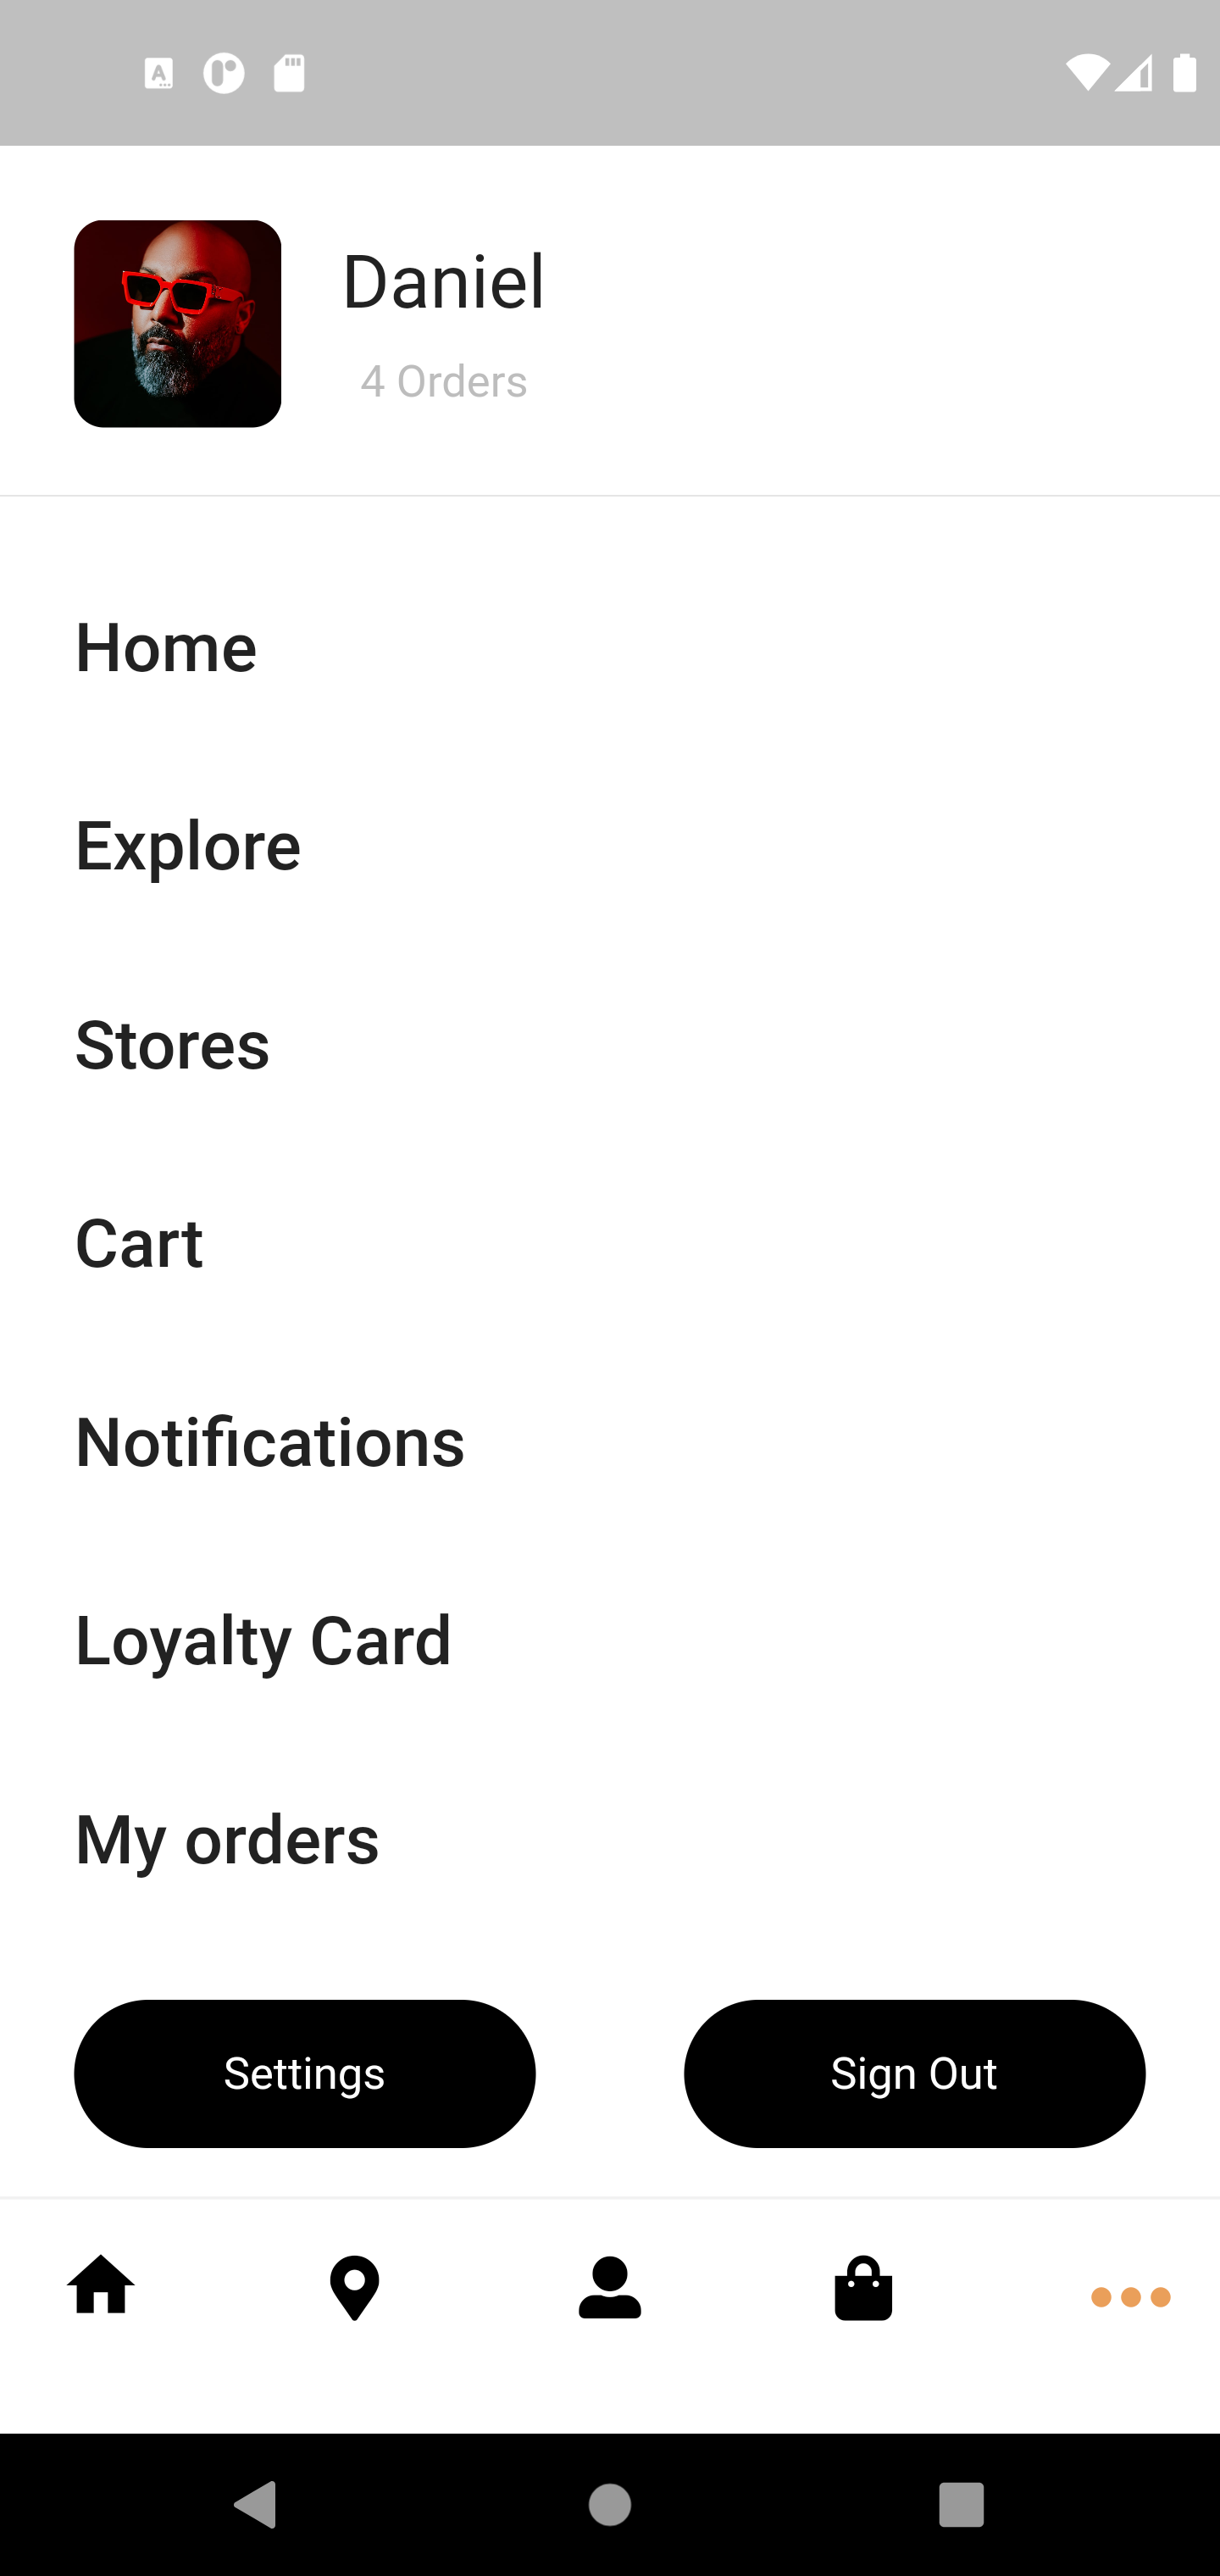 Daniel
4 Orders
Home
Explore
Stores
Cart
Notifications
Loyalty Card
My orders
Settings
Sign Out